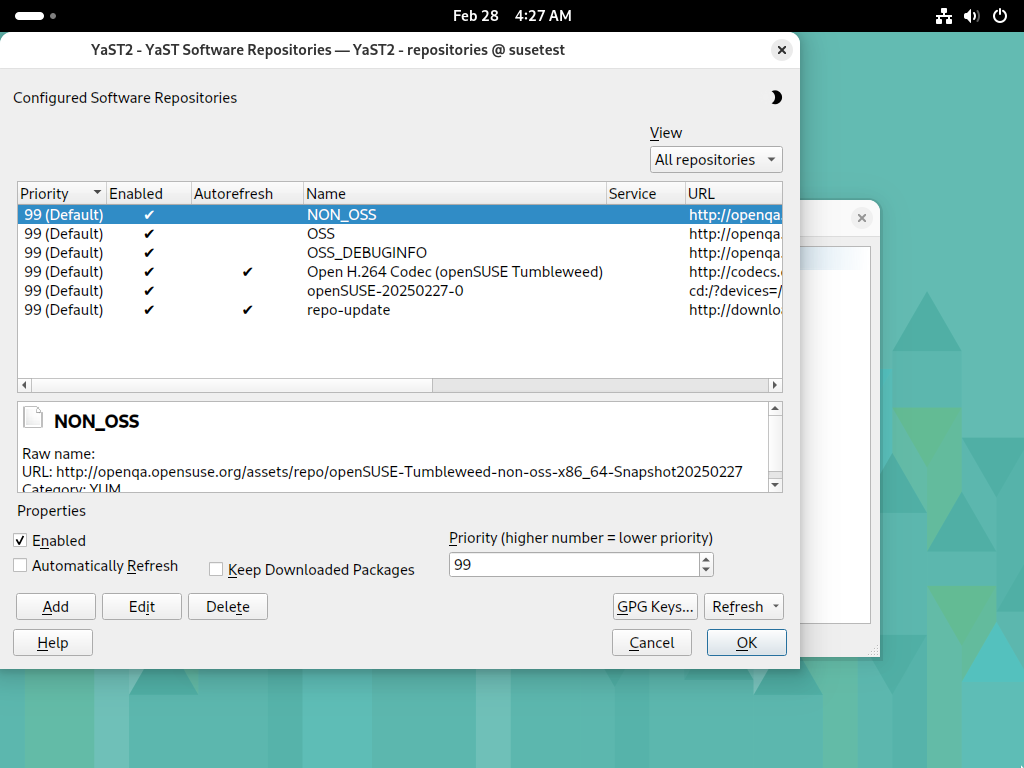 Feb 28 4:27 AM
YaST2 - YaST Software Repositories — YaST2 - repositories @ susetest
Configured Software Repositories
View
All repositories
Priority Enabled Autorefresh Name Service URL
99 (Default) ✔ NON_OSS http://openqa.
99 (Default) ✔ OSS http://openqa.
99 (Default) ✔ OSS_DEBUGINFO http://openqa.
99 (Default) ✔ ✔ Open H.264 Codec (openSUSE Tumbleweed) http://codecs.
99 (Default) ✔ openSUSE-20250227-0 cd:/?devices=/
99 (Default) ✔ ✔ repo-update http://downlo
NON_OSS
Raw name:
URL: http://openqa.opensuse.org/assets/repo/openSUSE-Tumbleweed-non-oss-x86_64-Snapshot20250227
Category: YUM
Properties
Enabled
Priority (higher number = lower priority)
Automatically Refresh
Keep Downloaded Packages
99
Add Edit Delete GPG Keys... Refresh
Help Cancel OK